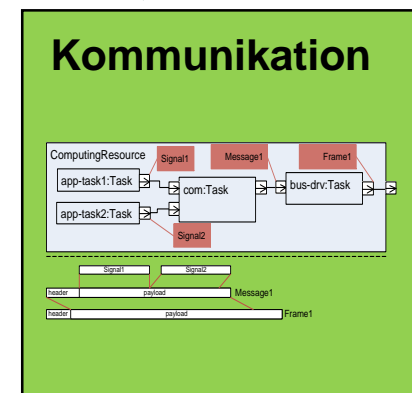 Kommunikation
ComputingResource
Signal1
Message1
Frame1
app-task1:Task
com:Task
bus-drv:Task
app-task2:Task
Signal2
Signal1 Signal2
header payload Message1
header payload Frame1